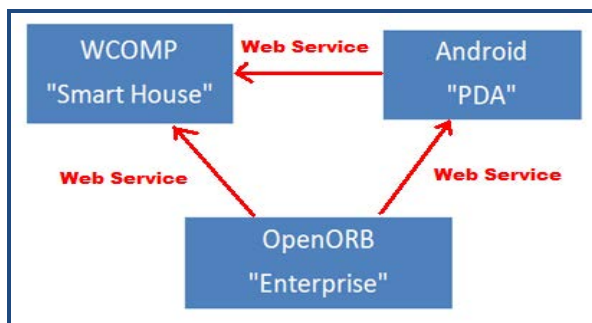 WCOMP
"Smart House"
Web Service
Android
"PDA"
Web Service
Web Service
OpenORB
"Enterprise"